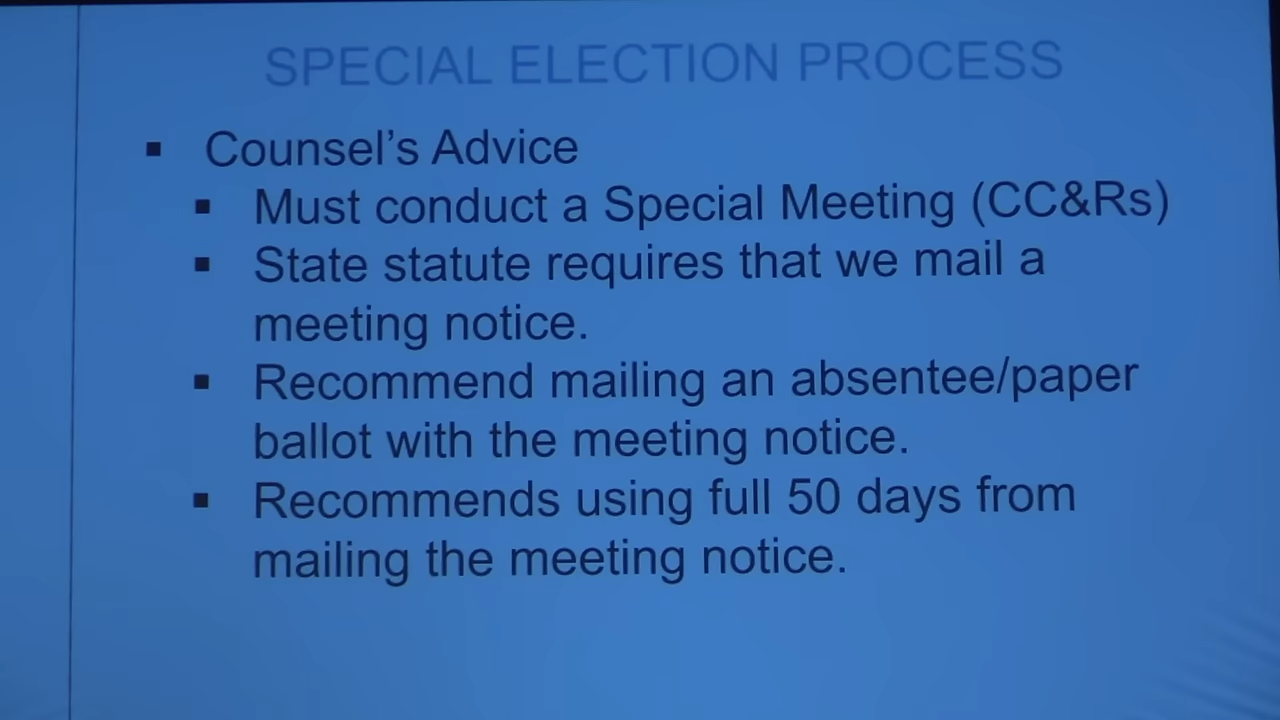 SPECIAL ELECTION PROCESS
▪ Counsel's Advice
▪ Must conduct a Special Meeting (CC&Rs)
▪ State statute requires that we mail a
meeting notice.
▪ Recommend mailing an absentee/paper
ballot with the meeting notice.
▪ Recommends using full 50 days from
mailing the meeting notice.